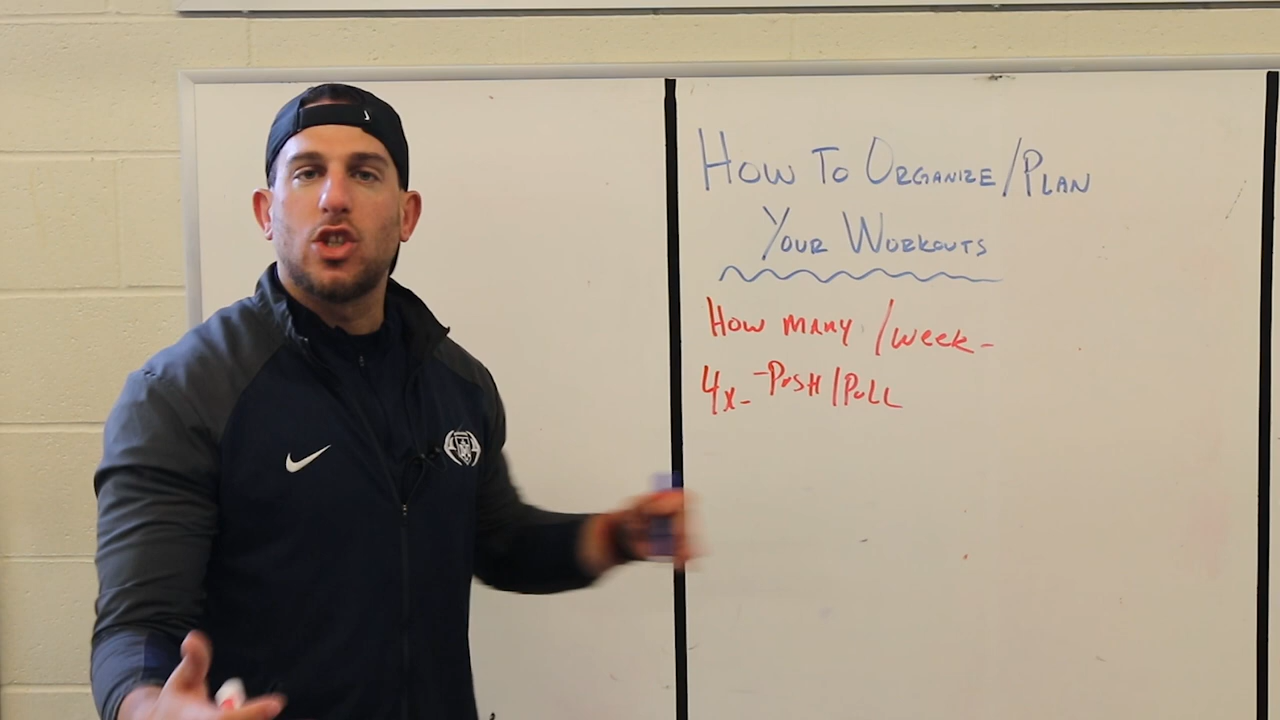 How To Organize/Plan
Your Workouts
How many /week-
4x- -Push/Pull